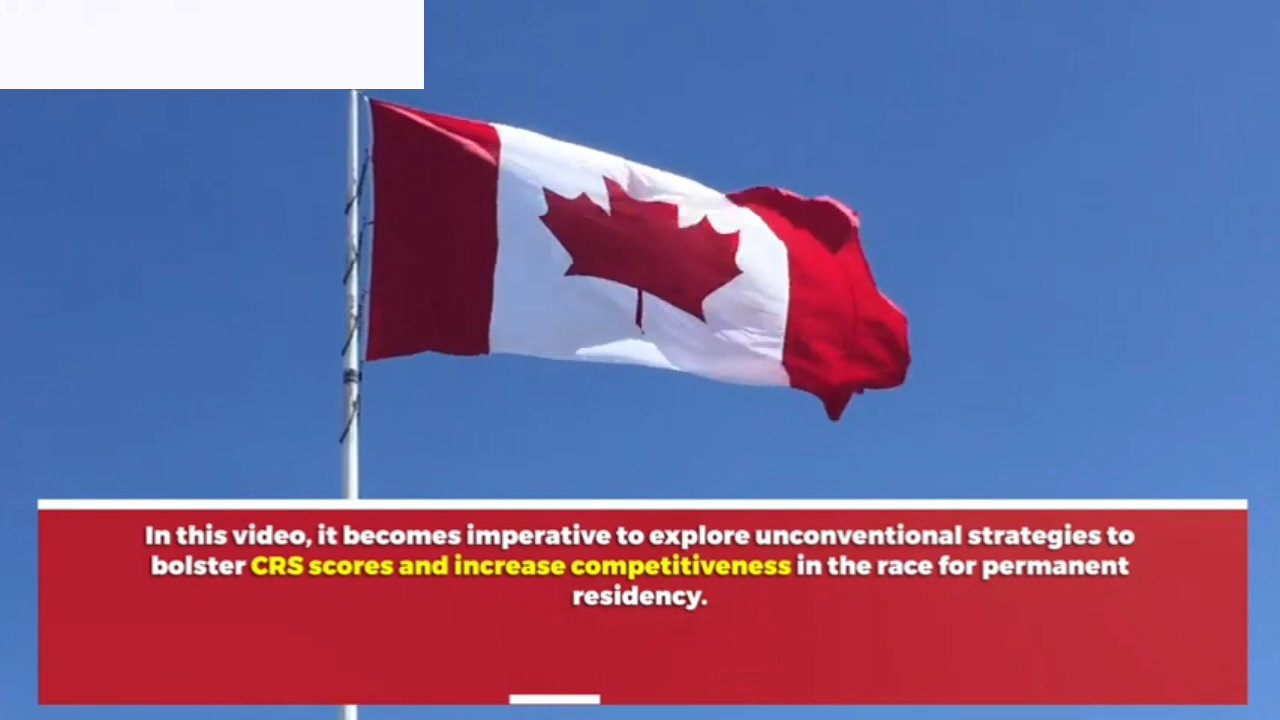 In this video, it becomes imperative to explore unconventional strategies to
bolster CRS scores and increase competitiveness in the race for permanent
residency.